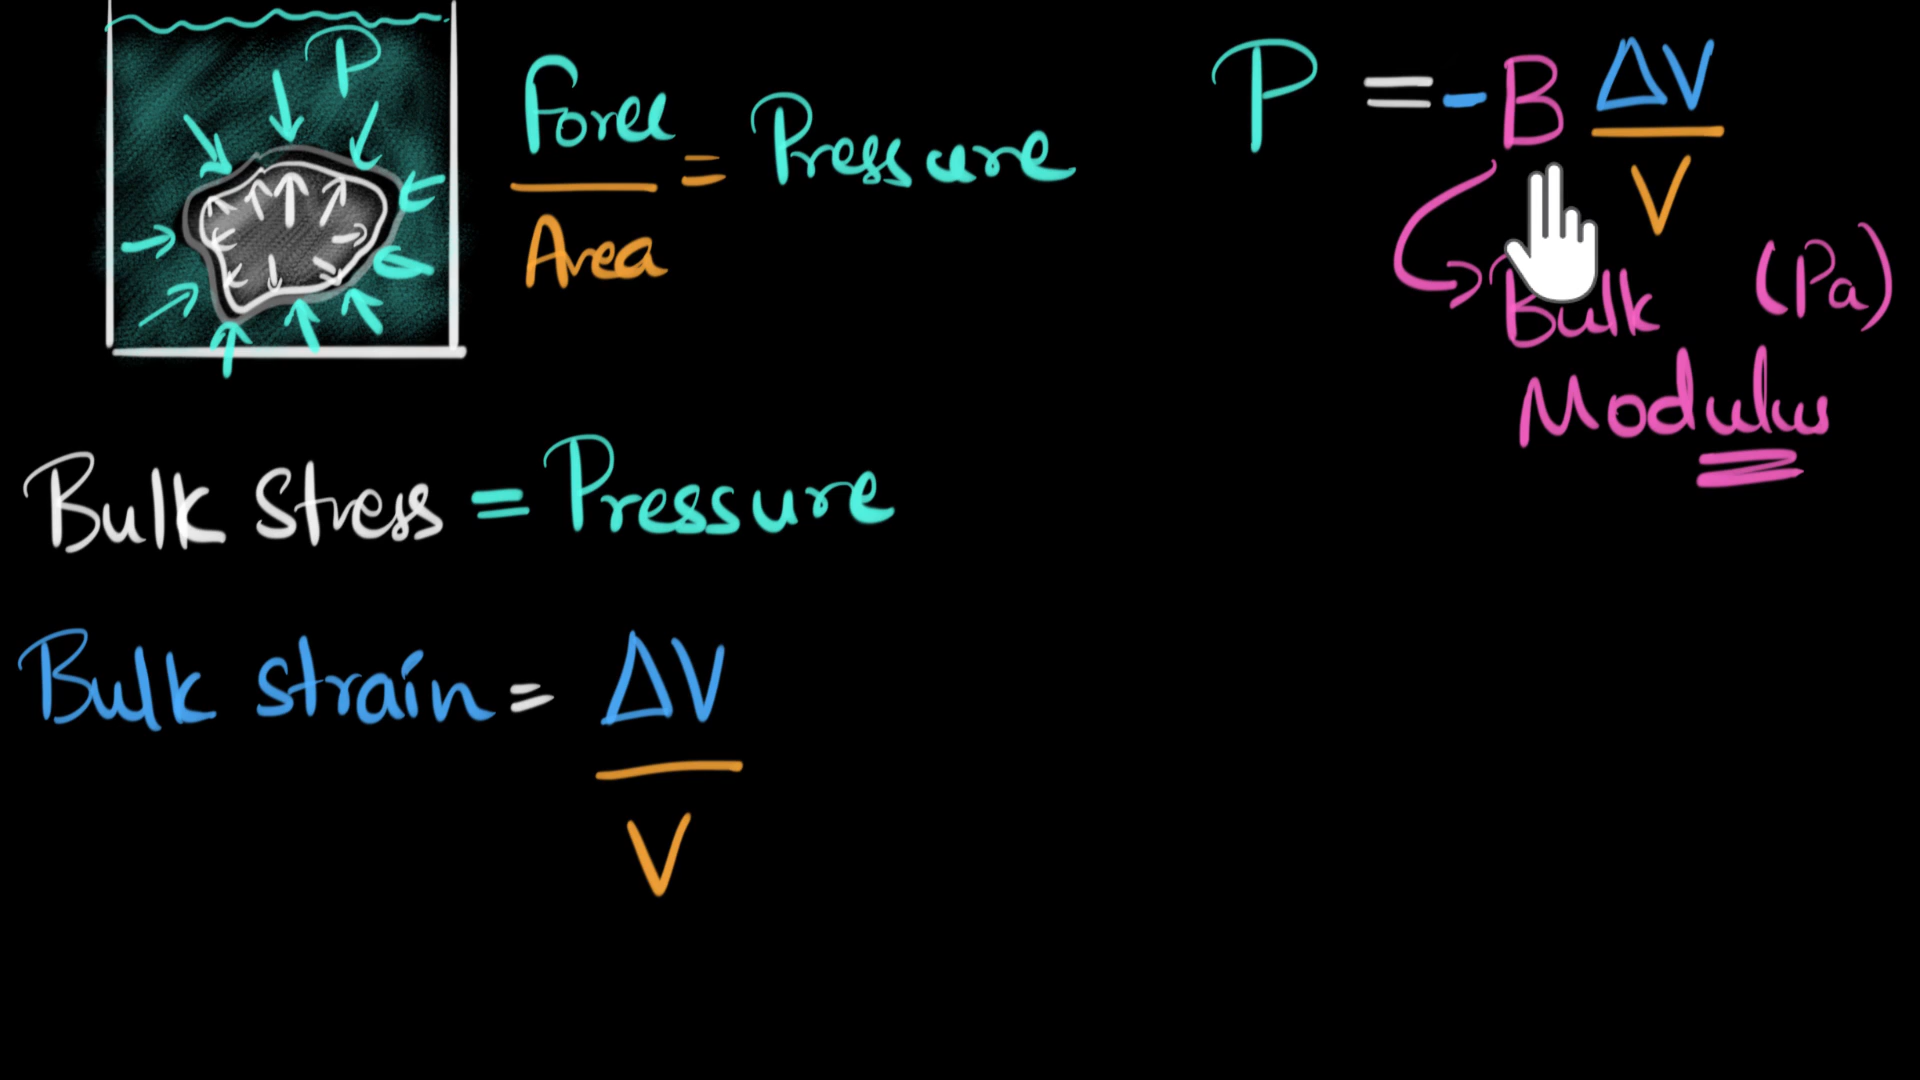 P
Force
Area
= Pressure
P = -B ΔV
V
Bulk (Pa)
Modulus
Bulk Stress = Pressure
Bulk strain = ΔV
V